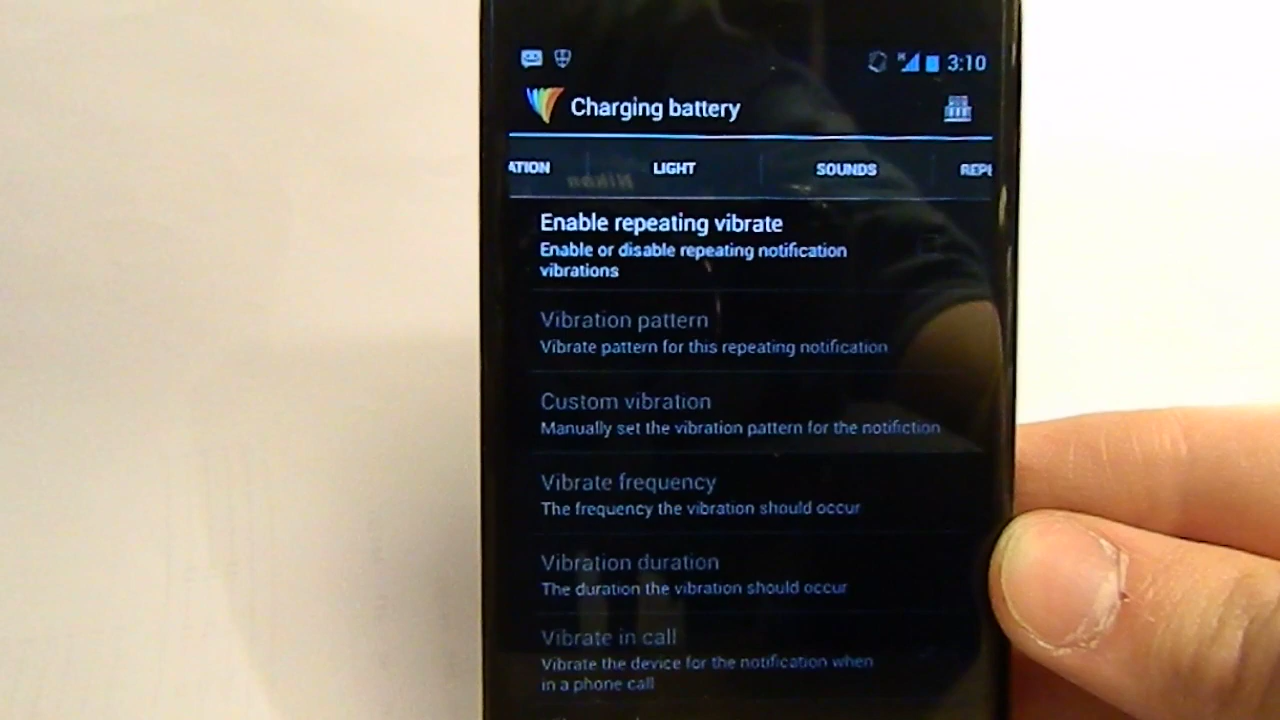 3:10
Charging battery
ATION LIGHT SOUNDS REPE
Nikon
Enable repeating vibrate
Enable or disable repeating notification
vibrations
Vibration pattern
Vibrate pattern for this repeating notification
Custom vibration
Manually set the vibration pattern for the notifiction
Vibrate frequency
The frequency the vibration should occur
Vibration duration
The duration the vibration should occur
Vibrate in call
Vibrate the device for the notification when
in a phone call